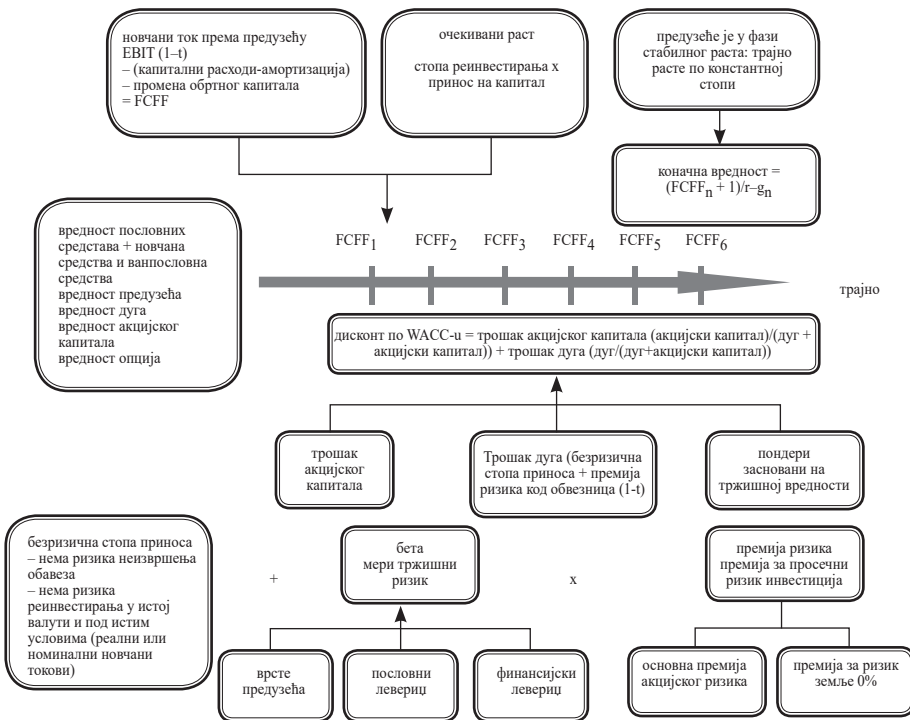 новчани ток према предузећу
EBIT (1–t)
– (капитални расходи-амортизација)
– промена обртног капитала
= FCFF
очекивани раст
стопа реинвестирања x
принос на капитал
предузеће је у фази
стабилног раста: трајно
расте по константној
стопи
коначна вредност =
(FCFFn + 1)/r–gn
вредност пословних
средстава + новчана
средства и ванпословна
средства
вредност предузећа
вредност дуга
вредност акцијског
капитала
вредност опција
FCFF1 FCFF2 FCFF3 FCFF4 FCFF5 FCFF6
трајно
дисконт по WACC-u = трошак акцијског капитала (акцијски капитал)/(дуг +
акцијски капитал)) + трошак дуга (дуг/(дуг+акцијски капитал))
трошак
акцијског
капитала
Трошак дуга (безризична
стопа приноса + премија
ризика код обвезница (1-t)
пондери
засновани на
тржишној вредности
безризична стопа приноса
– нема ризика неизвршења
обавеза
– нема ризика
реинвестирања у истој
валути и под истим
условима (реални или
номинални новчани
токови)
+
бета
мери тржишни
ризик
x
премија ризика
премија за просечни
ризик инвестиција
врсте
предузећа
пословни
левериџ
финансијски
левериџ
основна премија
акцијског ризика
премија за ризик
земље 0%